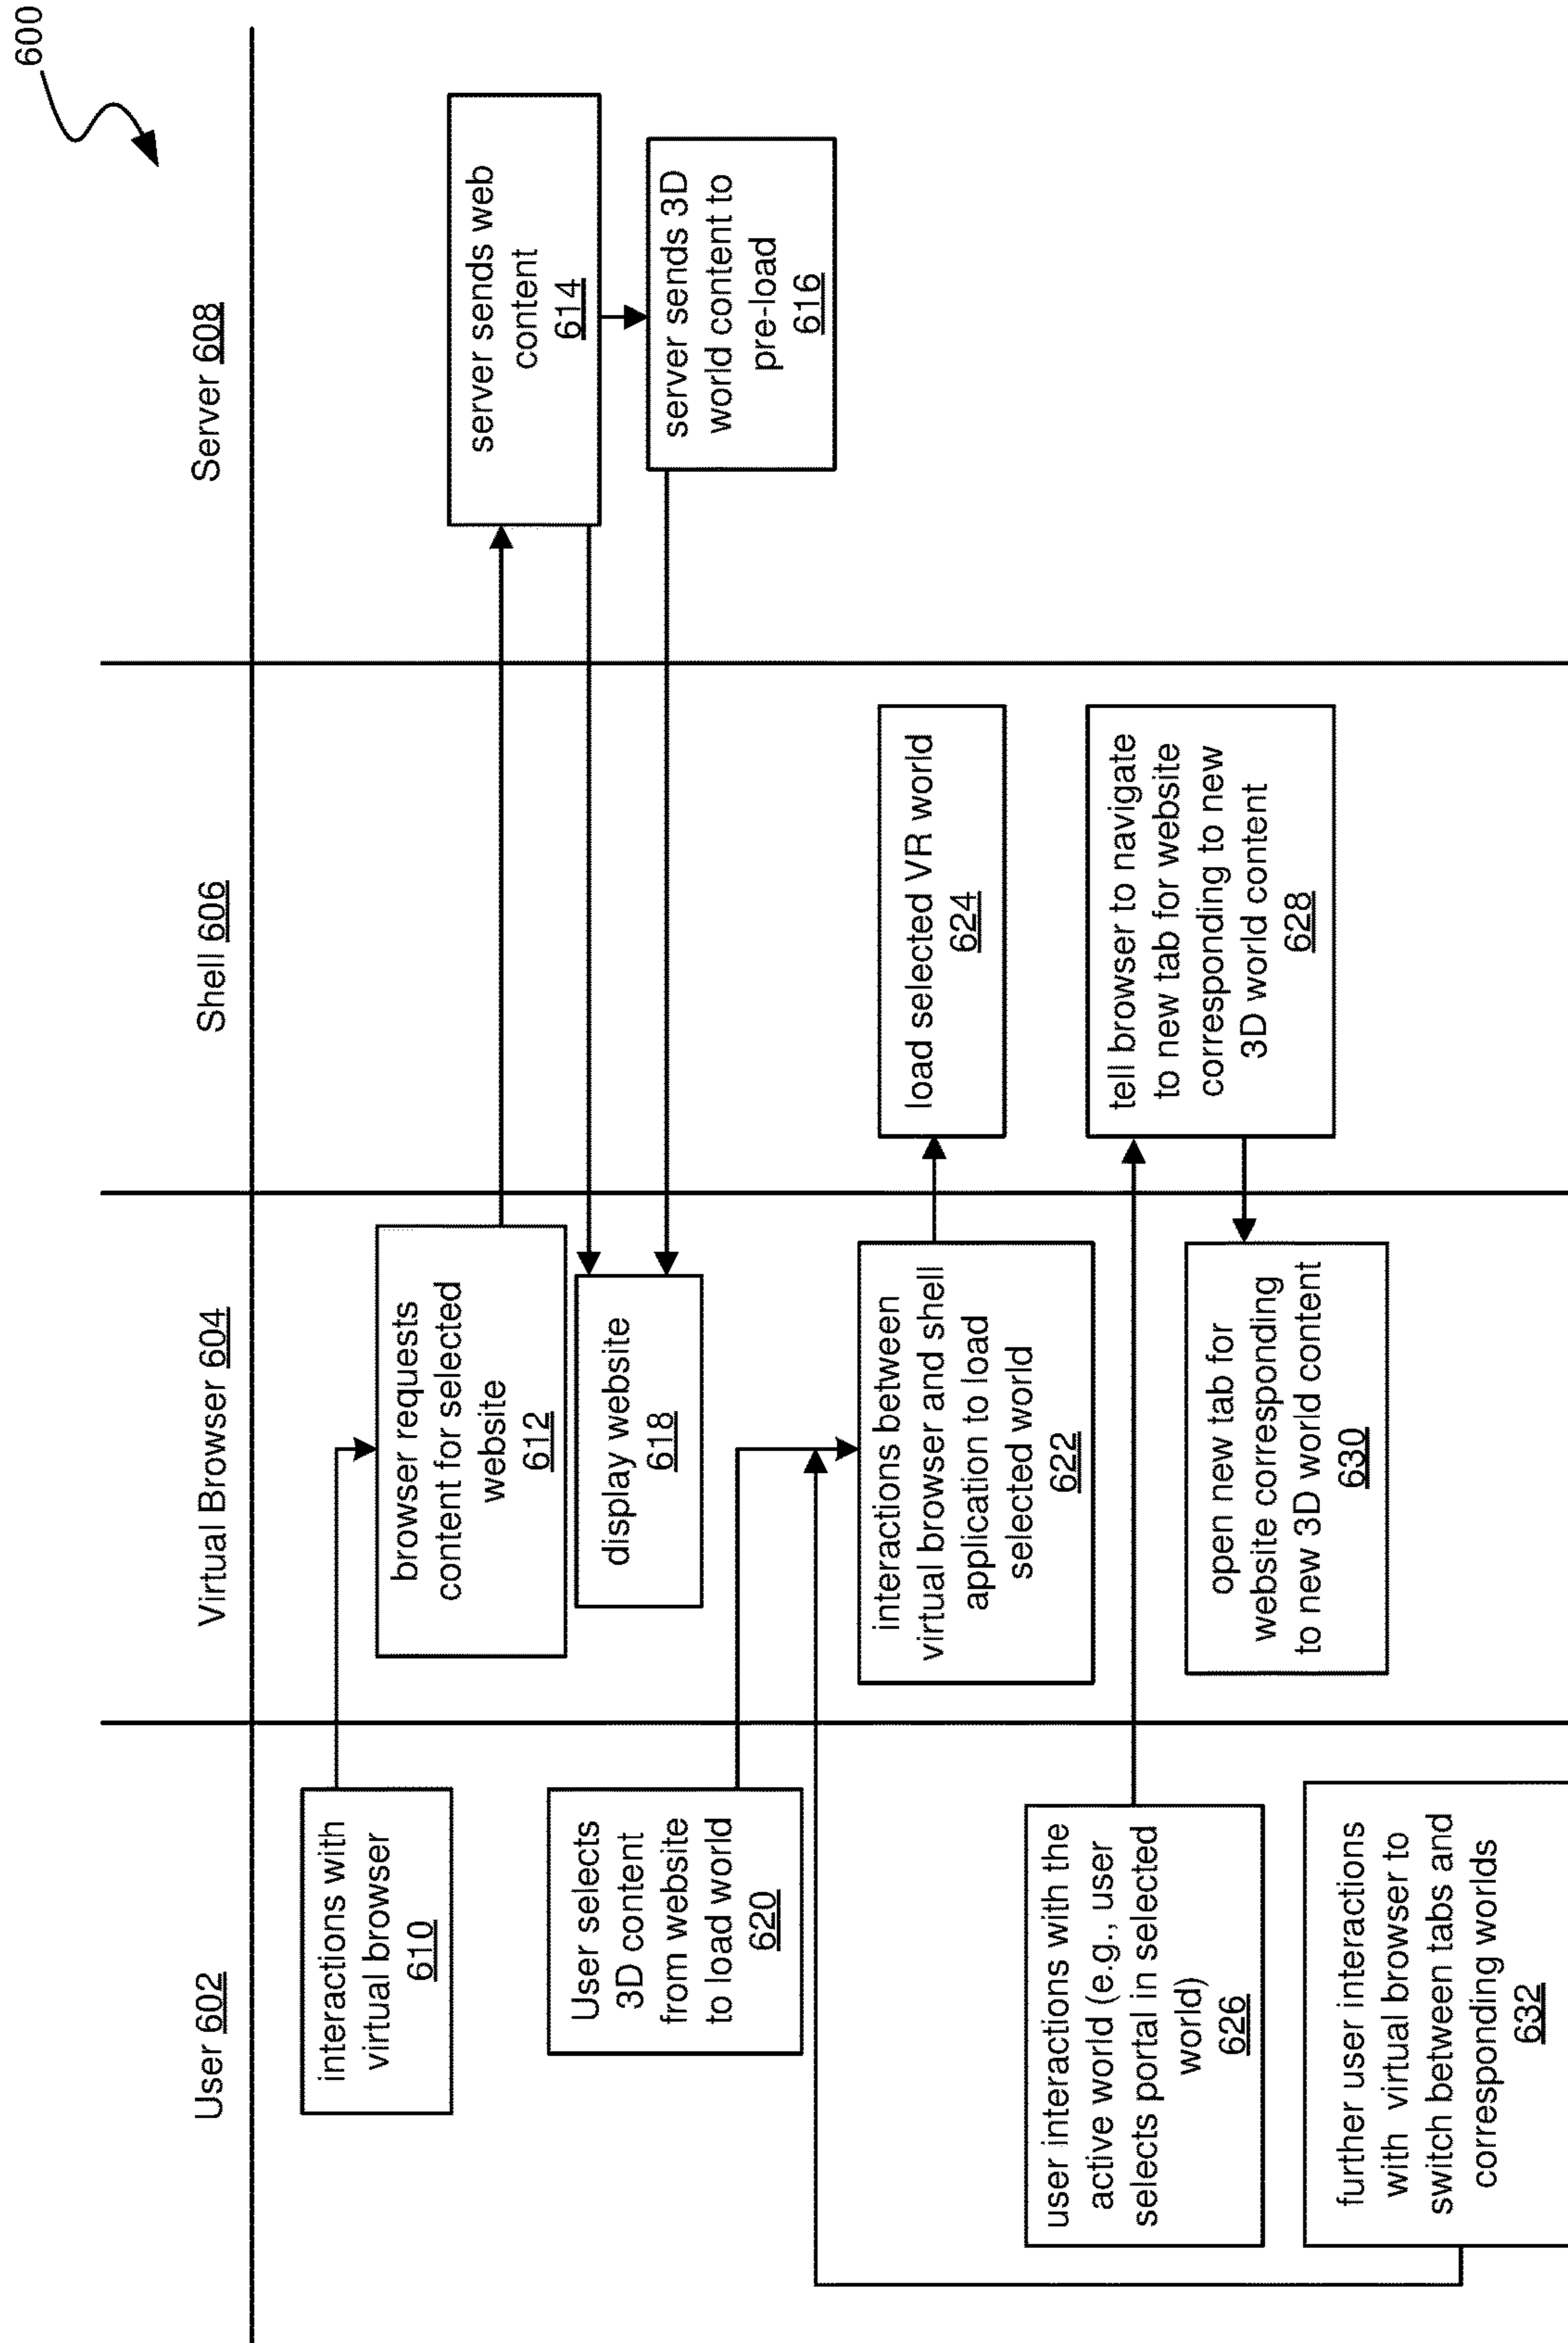 600
User 602
Virtual Browser 604
Shell 606
Server 608
interactions with
virtual browser
610
browser requests
content for selected
website
612
server sends web
content
614
server sends 3D
world content to
pre-load
616
display website
618
User selects
3D content
from website
to load world
620
interactions between
virtual browser and shell
application to load
selected world
622
load selected VR world
624
user interactions with the
active world (e.g., user
selects portal in selected
world)
626
tell browser to navigate
to new tab for website
corresponding to new
3D world content
628
open new tab for
website corresponding
to new 3D world content
630
further user interactions
with virtual browser to
switch between tabs and
corresponding worlds
632